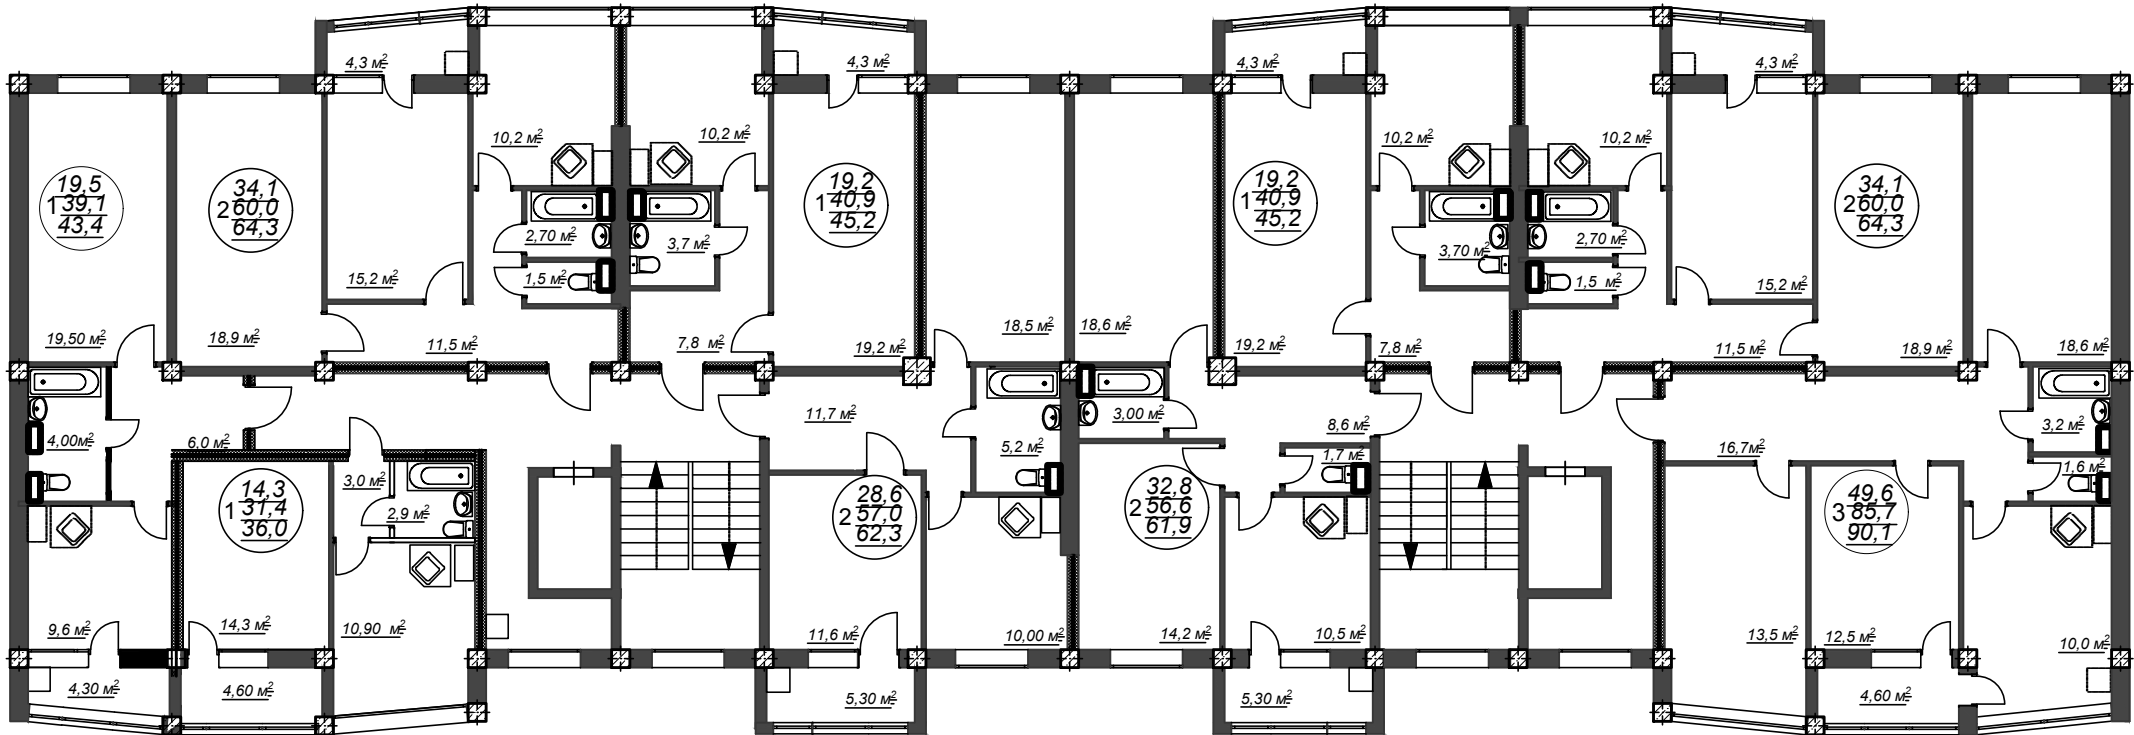 4,3 м²
4,3 м²
4,3 м²
4,3 м²
10,2 м²
10,2 м²
10,2 м²
10,2 м²
19,5
1 39,1
43,4
34,1
2 60,0
64,3
19,2
1 40,9
45,2
19,2
1 40,9
45,2
34,1
2 60,0
64,3
2,70 м²
3,7 м²
3,70 м²
2,70 м²
15,2 м²
1,5 м²
1,5 м²
15,2 м²
19,50 м²
18,9 м²
11,5 м²
7,8 м²
19,2 м²
18,5 м²
18,6 м²
19,2 м²
7,8 м²
11,5 м²
18,9 м²
18,6 м²
4,00м²
6,0 м²
11,7 м²
5,2 м²
3,00 м²
8,6 м²
16,7м²
3,2 м²
3,0 м²
1,7 м²
1,6 м²
14,3
1 31,4
36,0
2,9 м²
28,6
2 57,0
62,3
32,8
2 56,6
61,9
49,6
3 85,7
90,1
9,6 м²
14,3 м²
10,90 м²
11,6 м²
10,00 м²
14,2 м²
10,5 м²
13,5 м²
12,5 м²
10,0 м²
4,30 м²
4,60 м²
5,30 м²
5,30 м²
4,60 м²